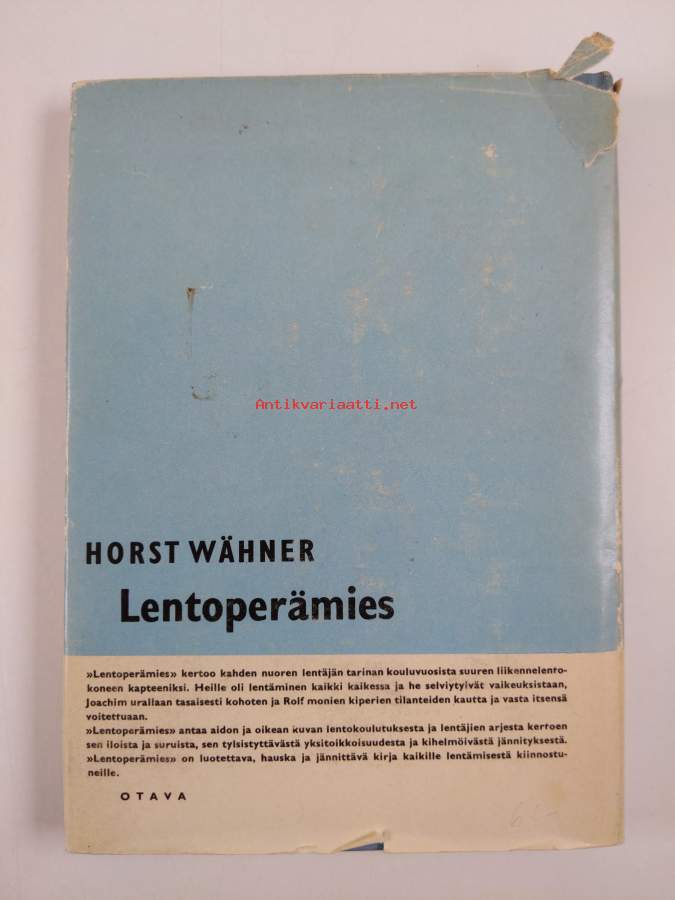 Antikvariaatti.net
HORST WÄHNER
Lentoperämies
»Lentoperämies» kertoo kahden nuoren lentäjän tarinan kouluvuosista suuren liikennelento-
koneen kapteeniksi. Heille oli lentäminen kaikki kaikessa ja he selviytyivät vaikeuksistaan,
Joachim urallaan tasaisesti kohoten ja Rolf monien kiperien tilanteiden kautta ja vasta itsensä
voitettuaan.
»Lentoperämies» antaa aidon ja oikean kuvan lentokoulutuksesta ja lentäjien arjesta kertoen
sen iloista ja suruista, sen tylsistyttävästä yksitoikkoisuudesta ja kihelmöivästä jännityksestä.
»Lentoperämies» on luotettava, hauska ja jännittävä kirja kaikille lentämisestä kiinnostu-
neille.
OTAVA